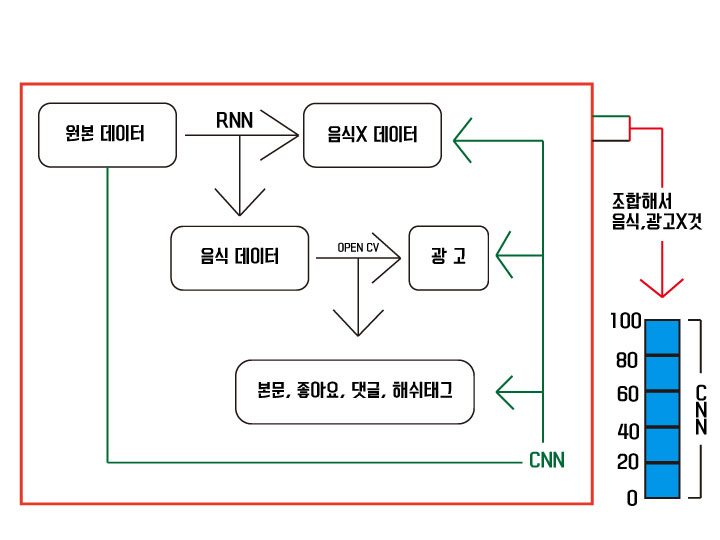 원본 데이터
RNN
음식X 데이터
음식 데이터
OPEN CV
광 고
본문, 좋아요, 댓글, 해쉬태그
CNN
조합해서
음식,광고X것
100
80
60
40
20
0
CNN